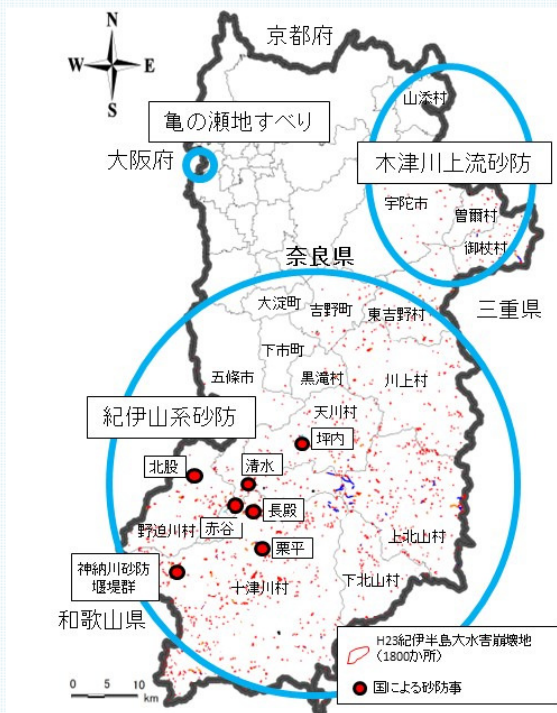 京都府
N
W E
S
山添村
亀の瀬地すべり
大阪府
木津川上流砂防
宇陀市
曽爾村
御杖村
奈良県
三重県
大淀町
吉野町
東吉野村
下市町
五條市
黒滝村
川上村
天川村
紀伊山系砂防
坪内
北股
清水
長殿
赤谷
野迫川村
上北山村
栗平
神納川砂防
堰堤群
十津川村
下北山村
和歌山県
H23紀伊半島大水害崩壊地
(1800か所)
国による砂防事
0 5 10
km